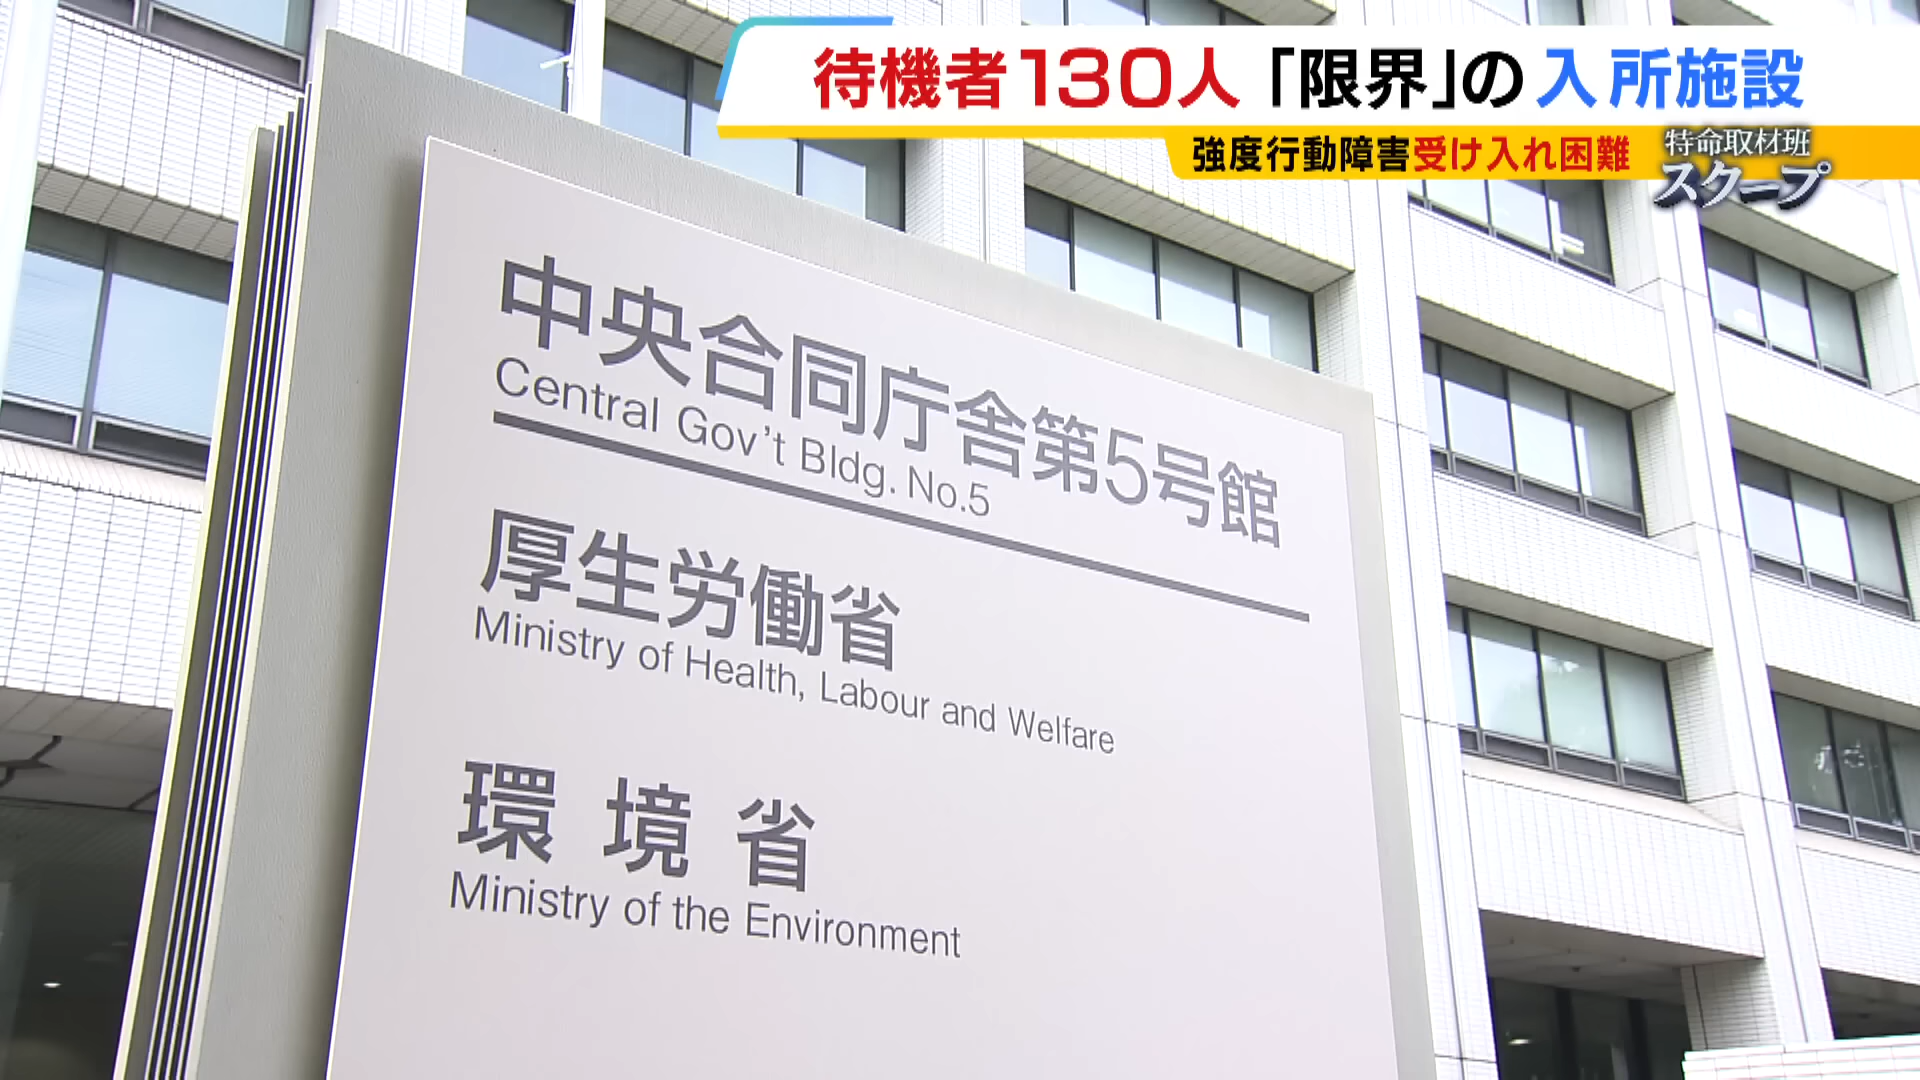 待機者130人「限界」の入所施設
強度行動障害受け入れ困難
特命取材班
スクープ
中央合同庁舎第5号館
Central Gov't Bldg. No.5
厚生労働省
Ministry of Health, Labour and Welfare
環境省
Ministry of the Environment